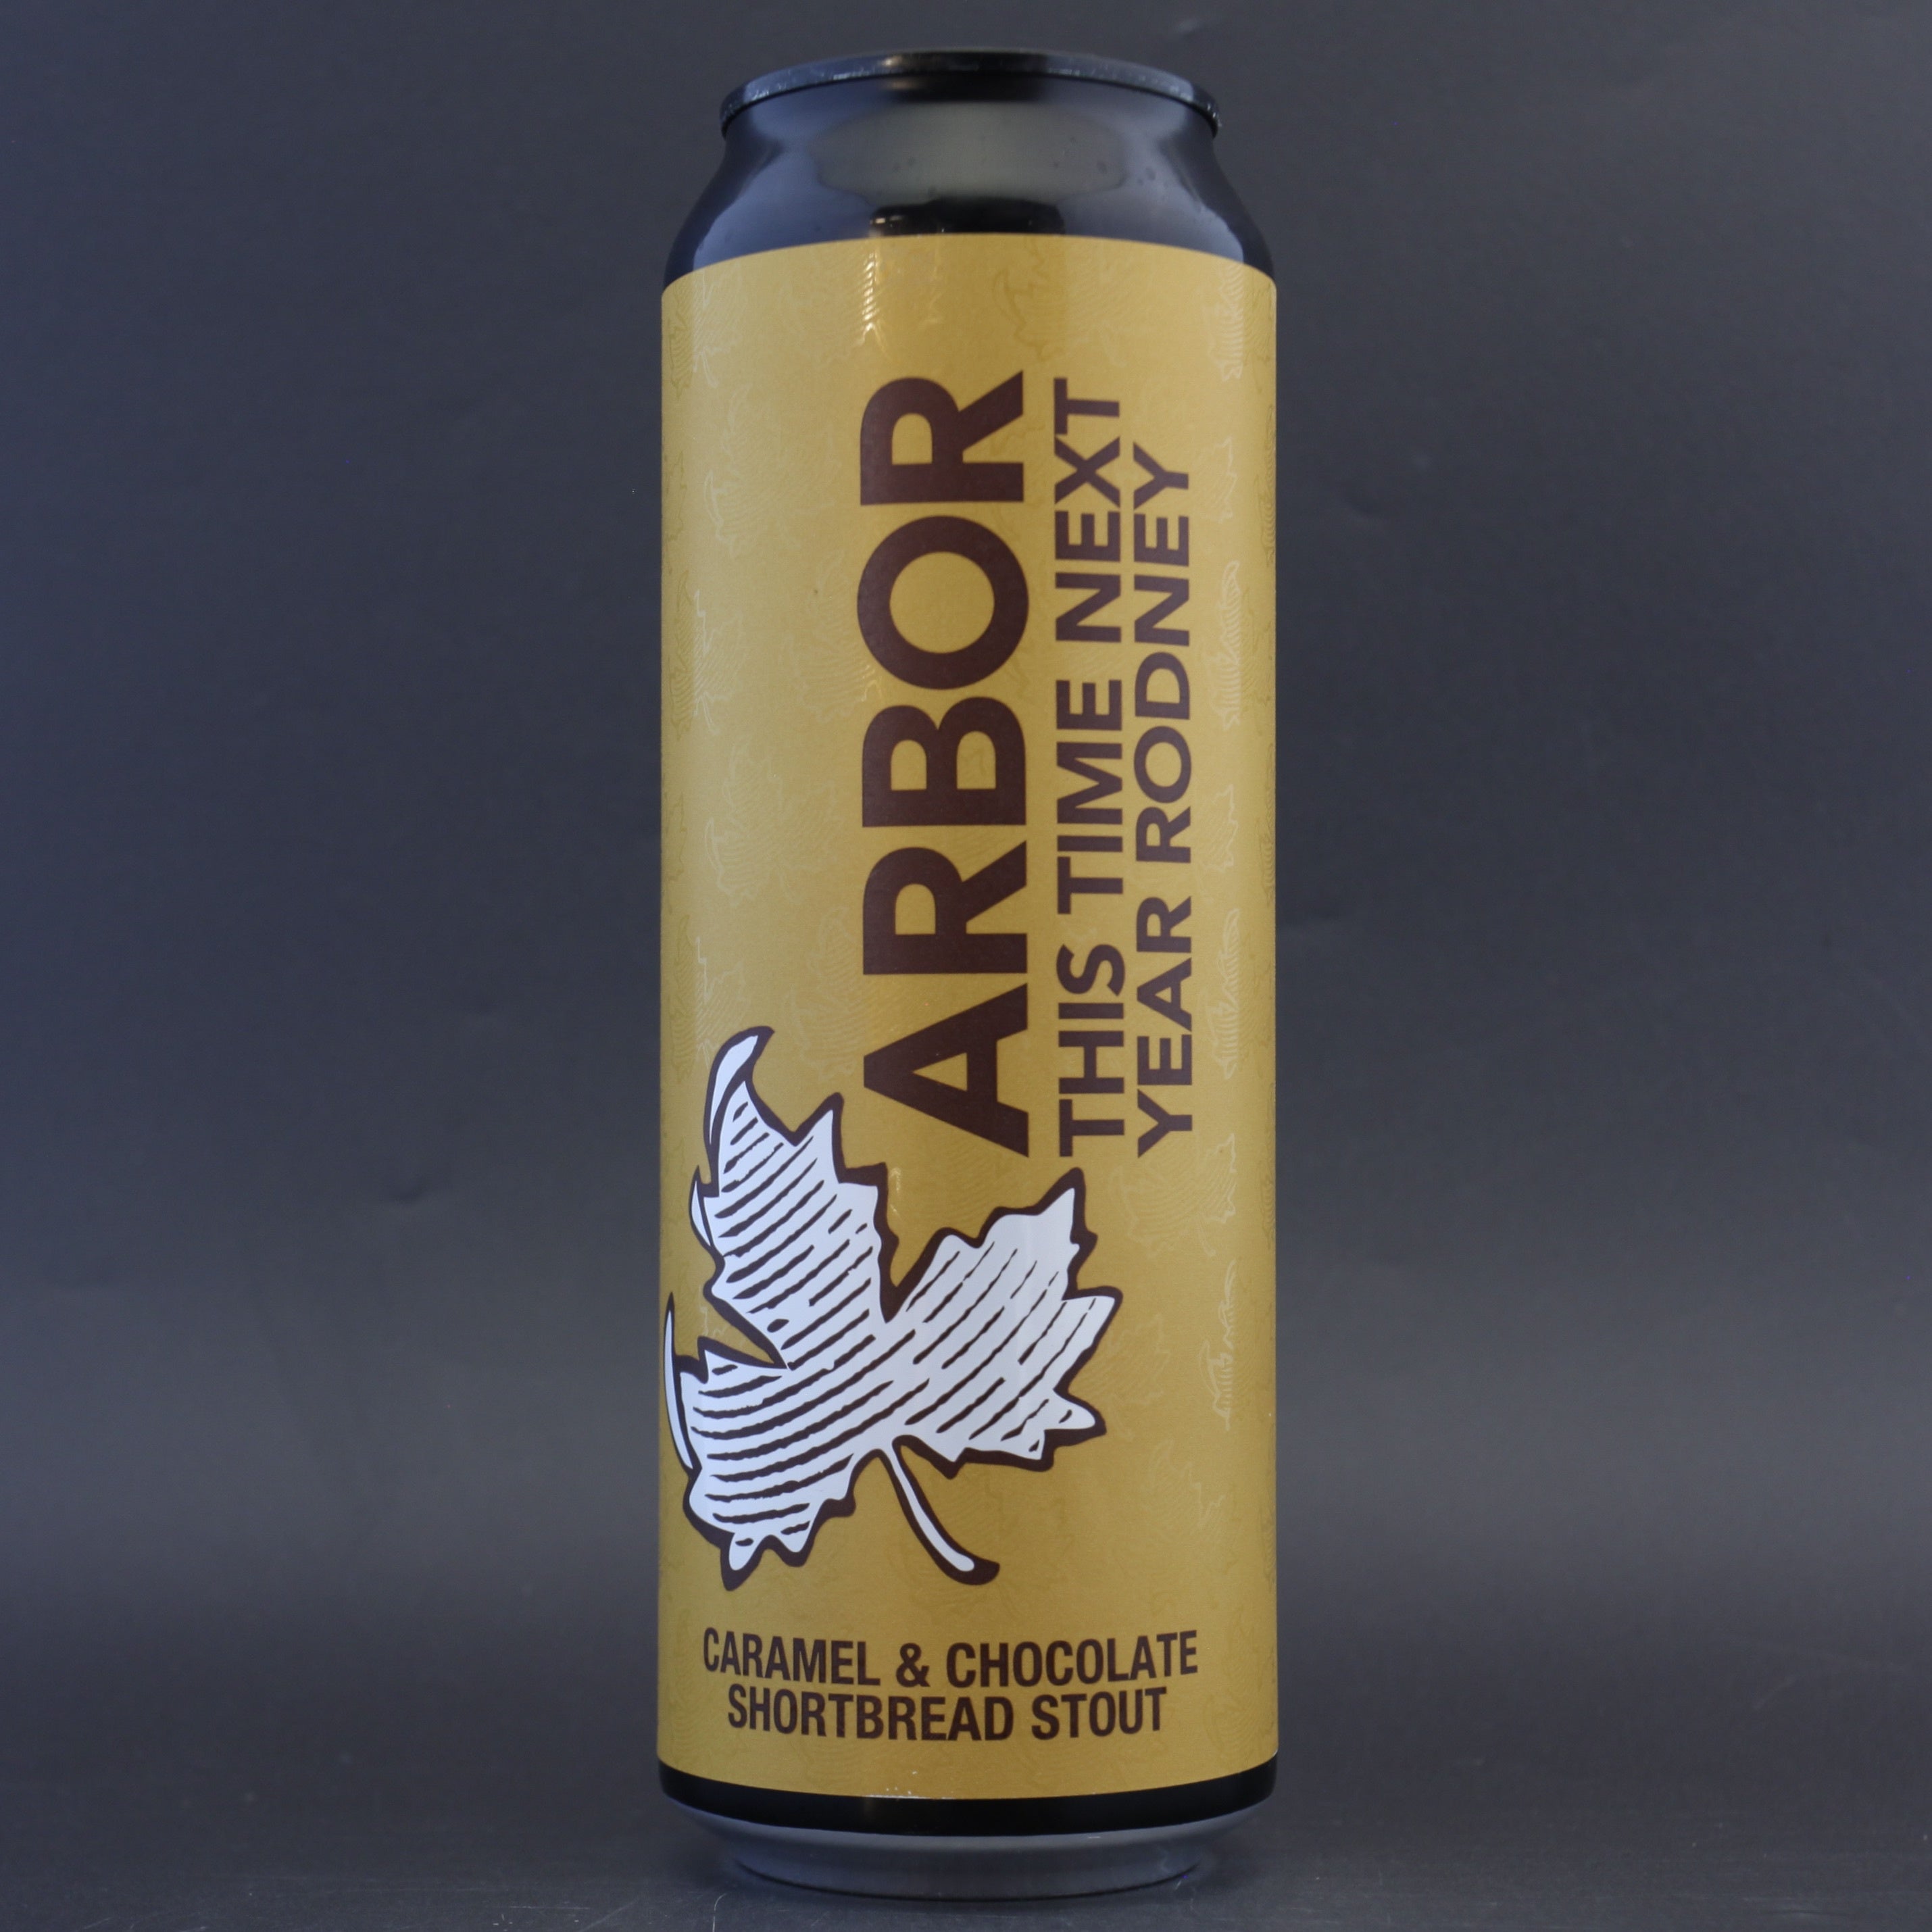 ARBOR
THIS TIME NEXT
YEAR RODNEY
CARAMEL & CHOCOLATE
SHORTBREAD STOUT